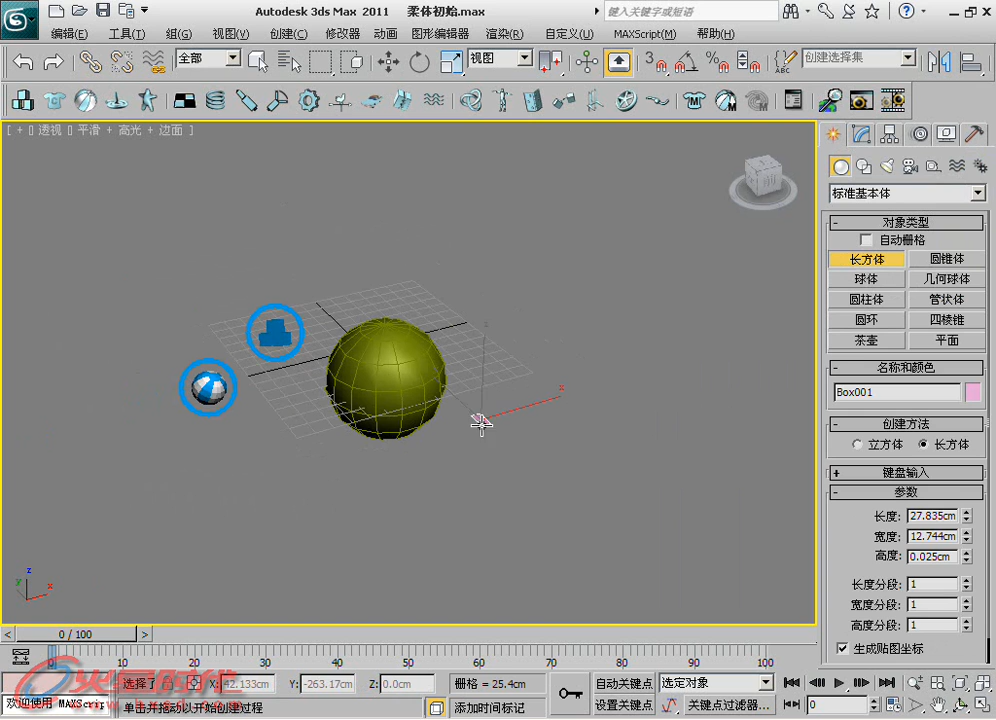 Autodesk 3ds Max 2011 柔体初始.max
键入关键字或短语
编辑(E) 工具(T) 组(G) 视图(V) 创建(C) 修改器 动画 图形编辑器 渲染(R) 自定义(U) MAXScript(M) 帮助(H)
全部 视图 3 % ABC 创建选择集
[ + [] 透视 [] 平滑 + 高光 + 边面 ]
前
标准基本体
- 对象类型
自动栅格
长方体 圆锥体
球体 几何球体
圆柱体 管状体
圆环 四棱锥
茶壶 平面
- 名称和颜色
Box001
- 创建方法
立方体 长方体
+ 键盘输入
- 参数
长度: 27.835cm
宽度: 12.744cm
高度: 0.025cm
长度分段: 1
宽度分段: 1
高度分段: 1
生成贴图坐标
x
z
y x
< 0 / 100 >
0 10 20 30 40 50 60 70 80 90 100
选择了 X: 42.133cm Y: -263.17cm Z: 0.0cm 栅格 = 25.4cm 自动关键点 选定对象
欢迎使用 MAXScrip 单击并拖动以开始创建过程 添加时间标记 设置关键点 关键点过滤器... 0